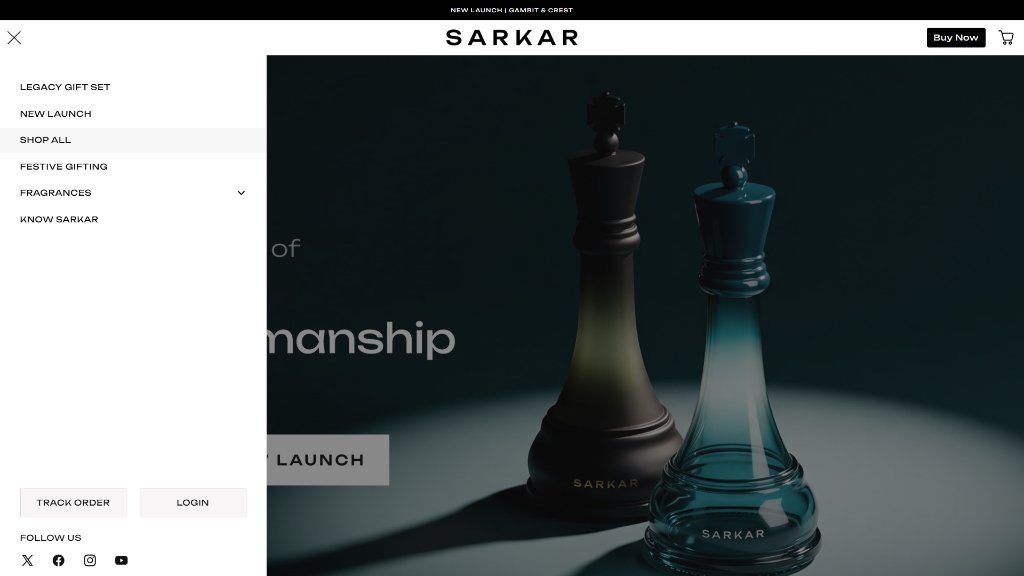 NEW LAUNCH | GAMBIT & CREST
SARKAR
Buy Now
LEGACY GIFT SET
NEW LAUNCH
SHOP ALL
FESTIVE GIFTING
FRAGRANCES
KNOW SARKAR
of
manship
LAUNCH
SARKAR
SARKAR
TRACK ORDER
LOGIN
FOLLOW US